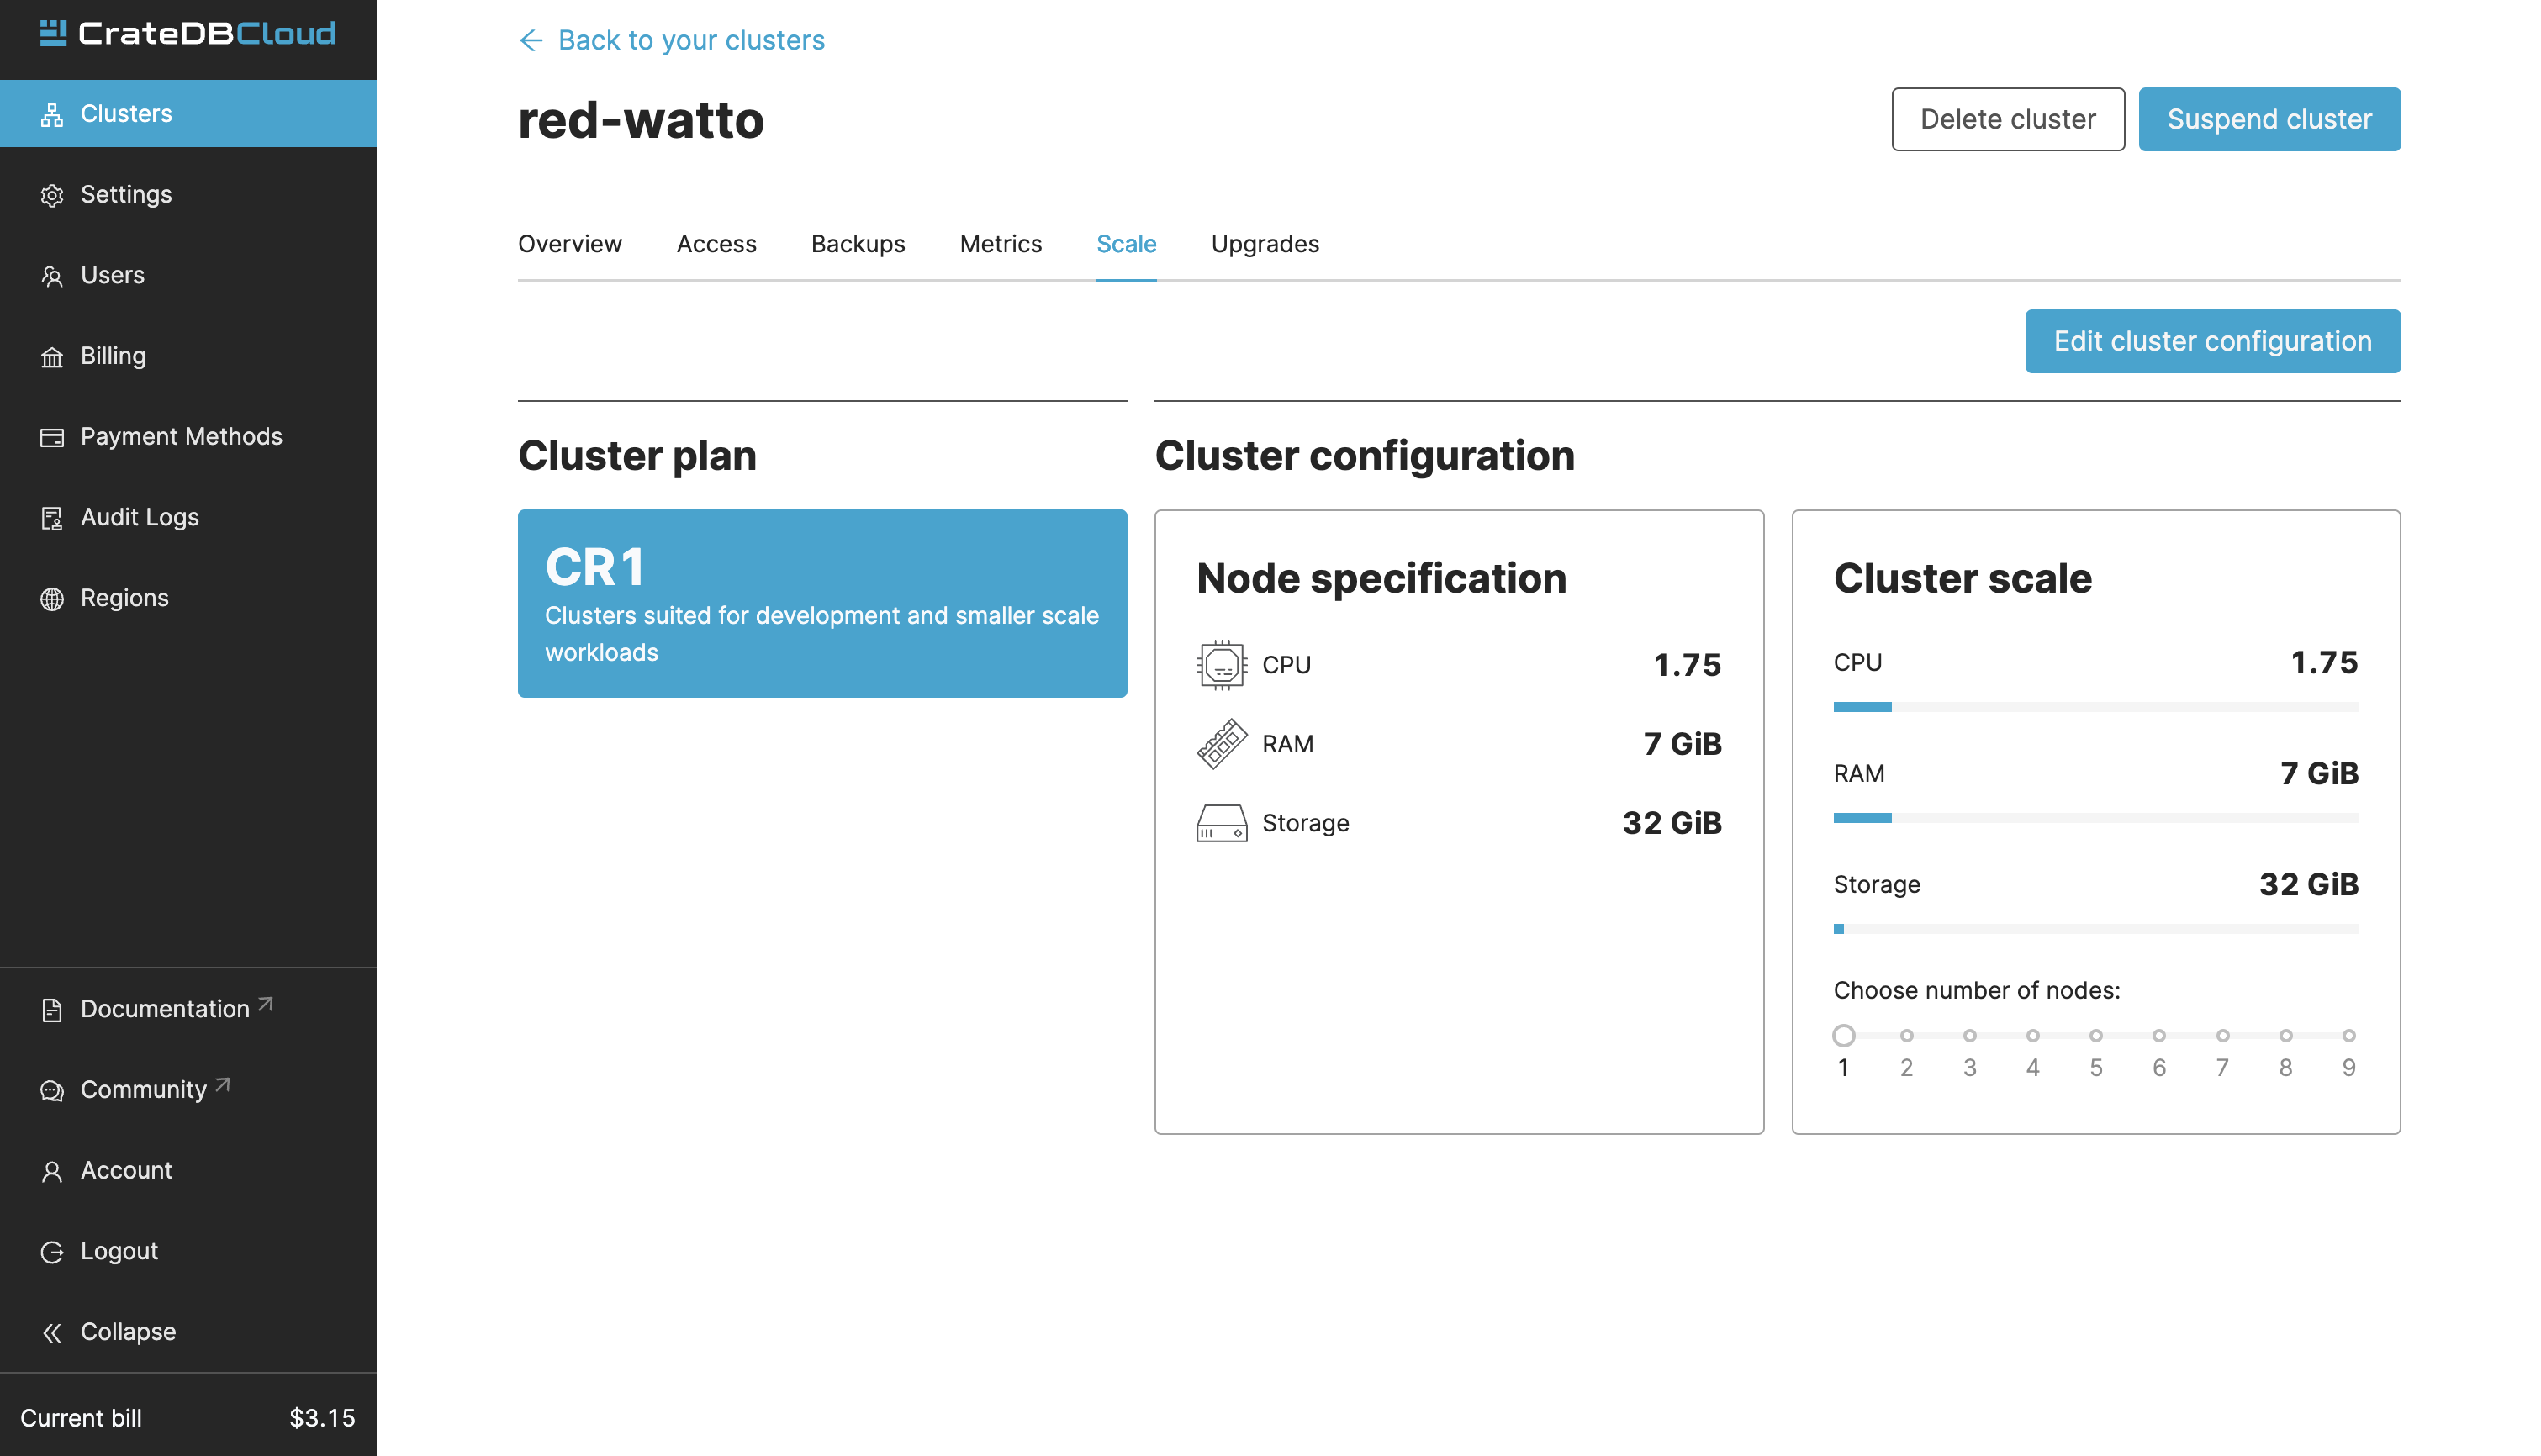 CrateDBCloud
Clusters
Settings
Users
Billing
Payment Methods
Audit Logs
Regions
Documentation
Community
Account
Logout
Collapse
Current bill $3.15
Back to your clusters
red-watto
Delete cluster
Suspend cluster
Overview Access Backups Metrics Scale Upgrades
Edit cluster configuration
Cluster plan
CR1
Clusters suited for development and smaller scale
workloads
Cluster configuration
Node specification
CPU 1.75
RAM 7 GiB
Storage 32 GiB
Cluster scale
CPU 1.75
RAM 7 GiB
Storage 32 GiB
Choose number of nodes:
1 2 3 4 5 6 7 8 9